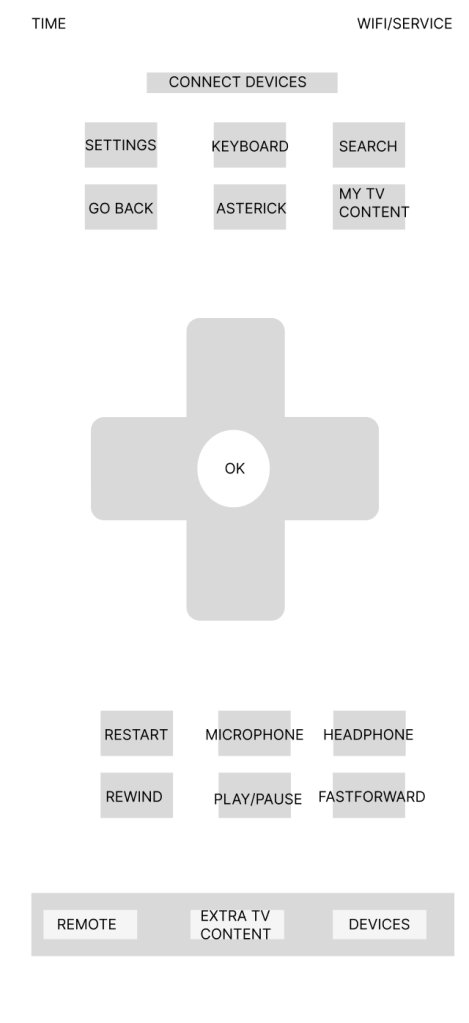 TIME WIFI/SERVICE
CONNECT DEVICES
SETTINGS KEYBOARD SEARCH
GO BACK ASTERICK MY TV
CONTENT
OK
RESTART MICROPHONE HEADPHONE
REWIND PLAY/PAUSE FASTFORWARD
REMOTE EXTRA TV
CONTENT DEVICES